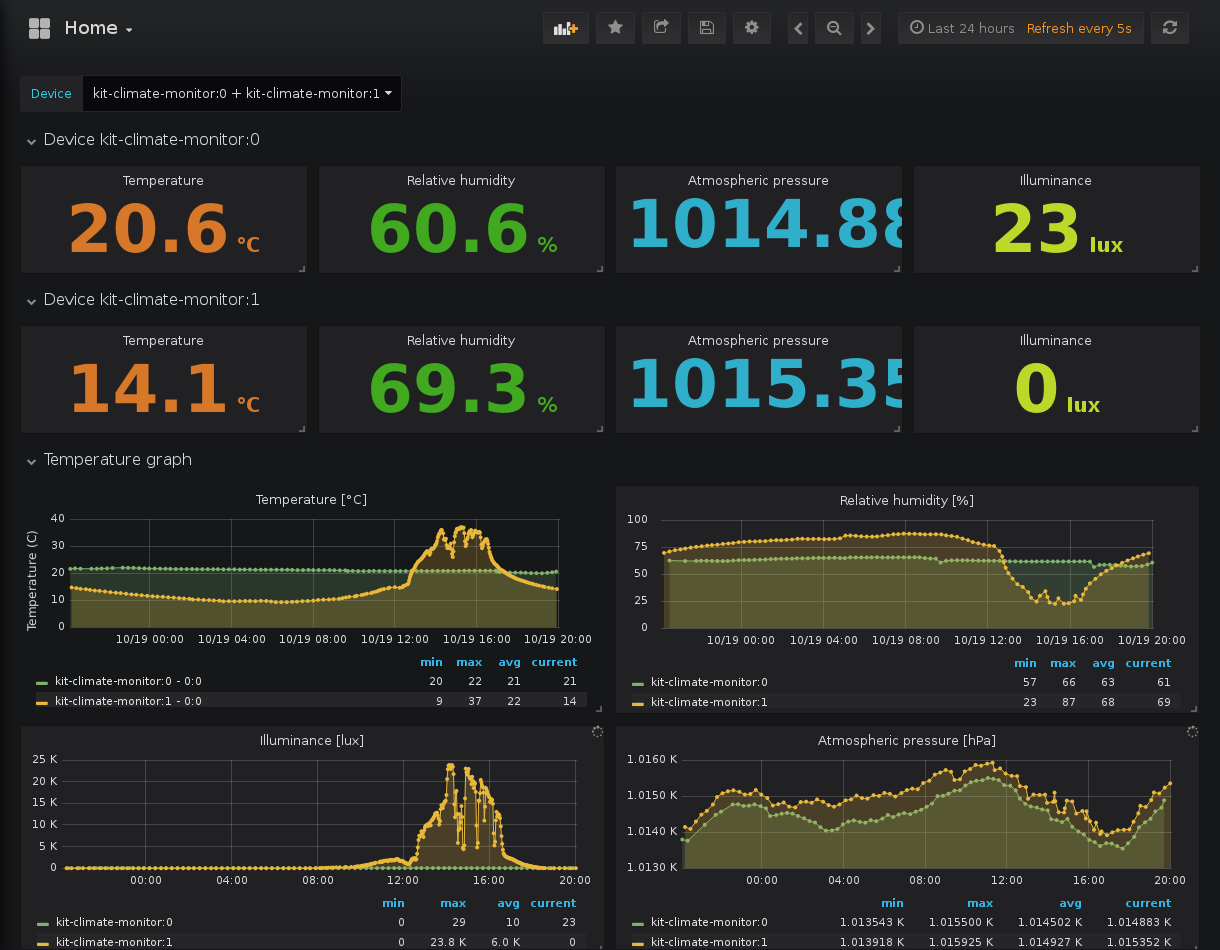 Home
Last 24 hours Refresh every 5s
Device kit-climate-monitor:0 + kit-climate-monitor:1
Device kit-climate-monitor:0
Temperature Relative humidity Atmospheric pressure Illuminance
20.6 °C 60.6 % 1014.88 23 lux
Device kit-climate-monitor:1
Temperature Relative humidity Atmospheric pressure Illuminance
14.1 °C 69.3 % 1015.35 0 lux
Temperature graph
Temperature [°C]
Temperature (C)
40
30
20
10
0
10/19 00:00 10/19 04:00 10/19 08:00 10/19 12:00 10/19 16:00 10/19 20:00
min max avg current
kit-climate-monitor:0 - 0:0 20 22 21 21
kit-climate-monitor:1 - 0:0 9 37 22 14
Relative humidity [%]
100
75
50
25
0
10/19 00:00 10/19 04:00 10/19 08:00 10/19 12:00 10/19 16:00 10/19 20:00
min max avg current
kit-climate-monitor:0 57 66 63 61
kit-climate-monitor:1 23 87 68 69
Illuminance [lux]
25 K
20 K
15 K
10 K
5 K
0
00:00 04:00 08:00 12:00 16:00 20:00
min max avg current
kit-climate-monitor:0 0 29 10 23
kit-climate-monitor:1 0 23.8 K 6.0 K 0
Atmospheric pressure [hPa]
1.0160 K
1.0150 K
1.0140 K
1.0130 K
00:00 04:00 08:00 12:00 16:00 20:00
min max avg current
kit-climate-monitor:0 1.013543 K 1.015500 K 1.014502 K 1.014883 K
kit-climate-monitor:1 1.013918 K 1.015925 K 1.014927 K 1.015352 K